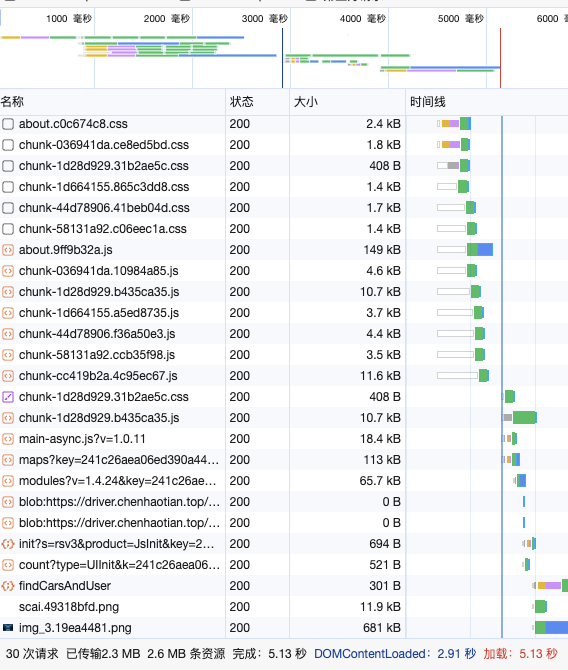 1000 毫秒 2000 毫秒 3000 毫秒 4000 毫秒 5000 毫秒 6000 毫
名称 状态 大小 时间线
about.c0c674c8.css 200 2.4 kB
chunk-036941da.ce8ed5bd.css 200 1.8 kB
chunk-1d28d929.31b2ae5c.css 200 408 B
chunk-1d664155.865c3dd8.css 200 1.4 kB
chunk-44d78906.41beb04d.css 200 1.7 kB
chunk-58131a92.c06eec1a.css 200 1.4 kB
about.9ff9b32a.js 200 149 kB
chunk-036941da.10984a85.js 200 4.6 kB
chunk-1d28d929.b435ca35.js 200 10.7 kB
chunk-1d664155.a5ed8735.js 200 3.7 kB
chunk-44d78906.f36a50e3.js 200 4.4 kB
chunk-58131a92.ccb35f98.js 200 3.5 kB
chunk-cc419b2a.4c95ec67.js 200 11.6 kB
chunk-1d28d929.31b2ae5c.css 200 408 B
chunk-1d28d929.b435ca35.js 200 10.7 kB
main-async.js?v=1.0.11 200 18.4 kB
maps?key=241c26aea06ed390a44... 200 113 kB
modules?v=1.4.24&key=241c26ae... 200 65.7 kB
blob:https://driver.chenhaotian.top/... 200 0 B
blob:https://driver.chenhaotian.top/... 200 0 B
init?s=rsv3&product=JsInit&key=2... 200 694 B
count?type=UIInit&k=241c26aea06... 200 521 B
findCarsAndUser 200 301 B
scai.49318bfd.png 200 11.9 kB
img_3.19ea4481.png 200 681 kB
30 次请求 已传输2.3 MB 2.6 MB 条资源 完成：5.13 秒 DOMContentLoaded：2.91 秒 加载：5.13 秒